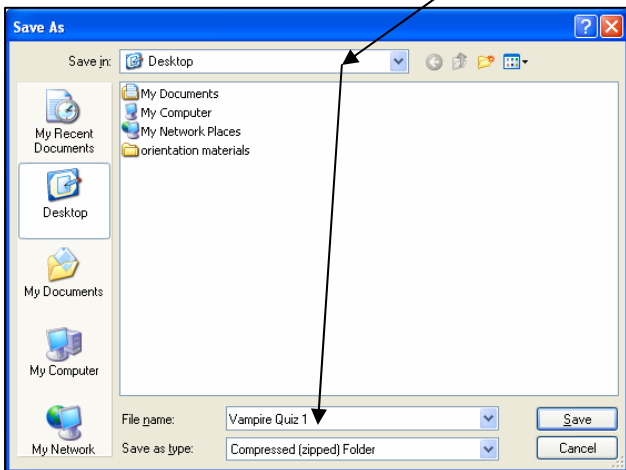 Save As
Save in: Desktop
My Documents
My Computer
My Network Places
orientation materials
My Recent
Documents
Desktop
My Documents
My Computer
My Network
File name: Vampire Quiz 1 Save
Save as type: Compressed (zipped) Folder Cancel